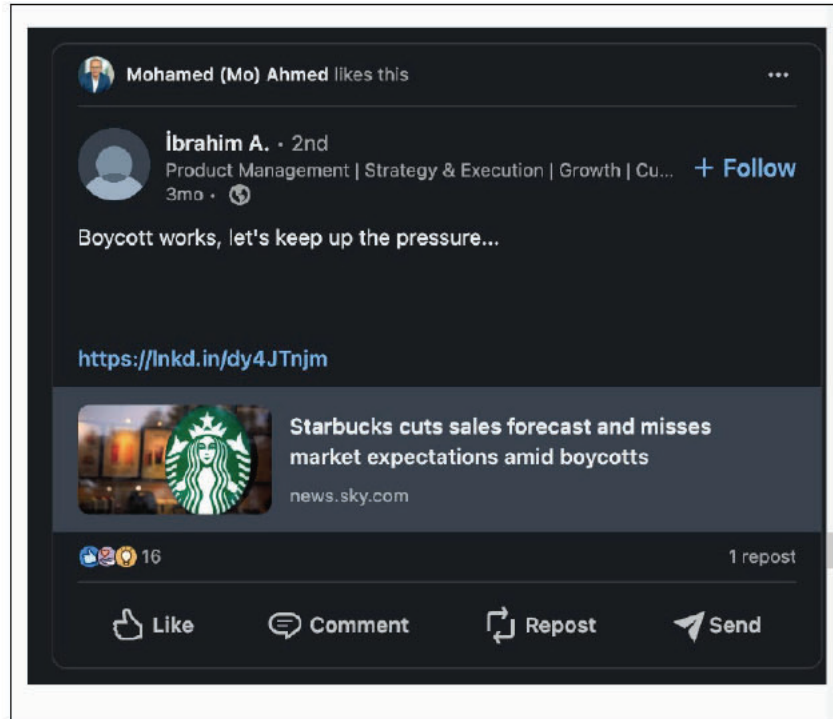 Mohamed (Mo) Ahmed likes this
İbrahim A. · 2nd
Product Management | Strategy & Execution | Growth | Cu... + Follow
3mo ·
Boycott works, let's keep up the pressure...
https://lnkd.in/dy4JTnjm
Starbucks cuts sales forecast and misses
market expectations amid boycotts
news.sky.com
16 1 repost
Like Comment Repost Send